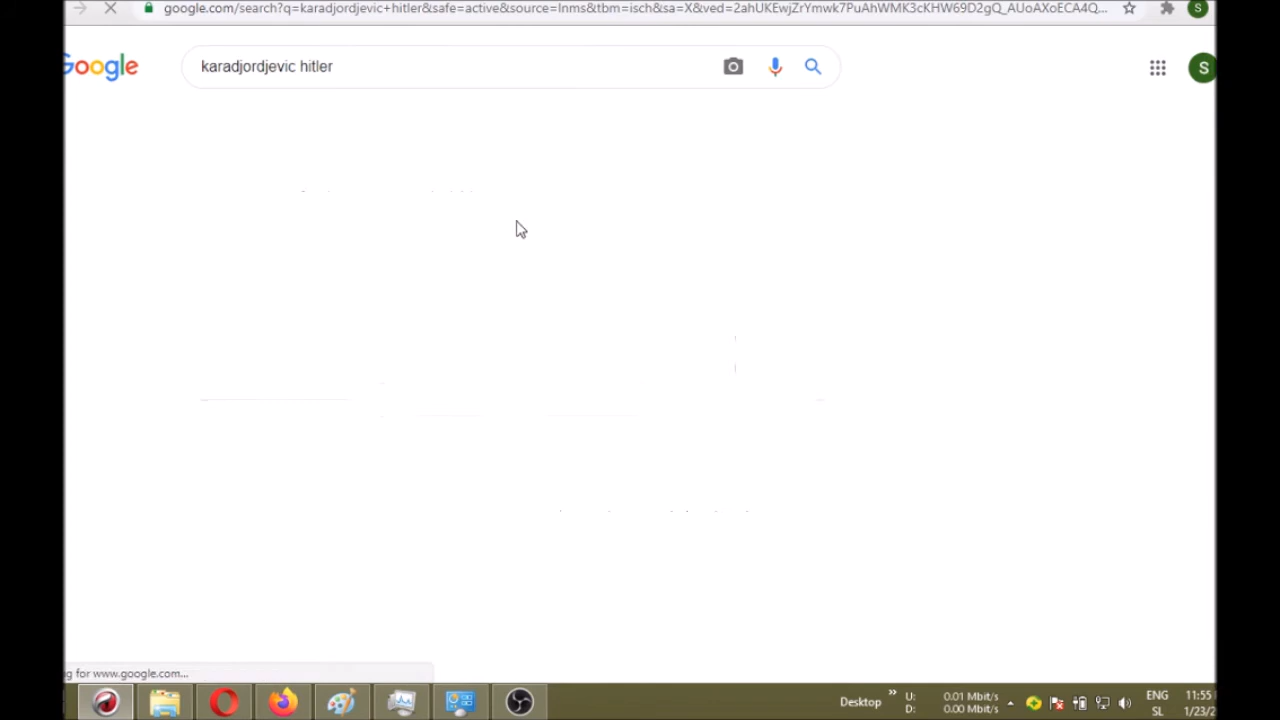 google.com/search?q=karadjordjevic+hitler&safe=active&source=lnms&tbm=isch&sa=X&ved=2ahUKEwjZrYmwk7PuAhWMK3cKHW69D2gQ_AUoAXoECA4Q...
S
Google
karadjordjevic hitler
S
g for www.google.com...
Desktop
U: 0.01 Mbit/s
D: 0.00 Mbit/s
ENG
SL
11:55
1/23/2